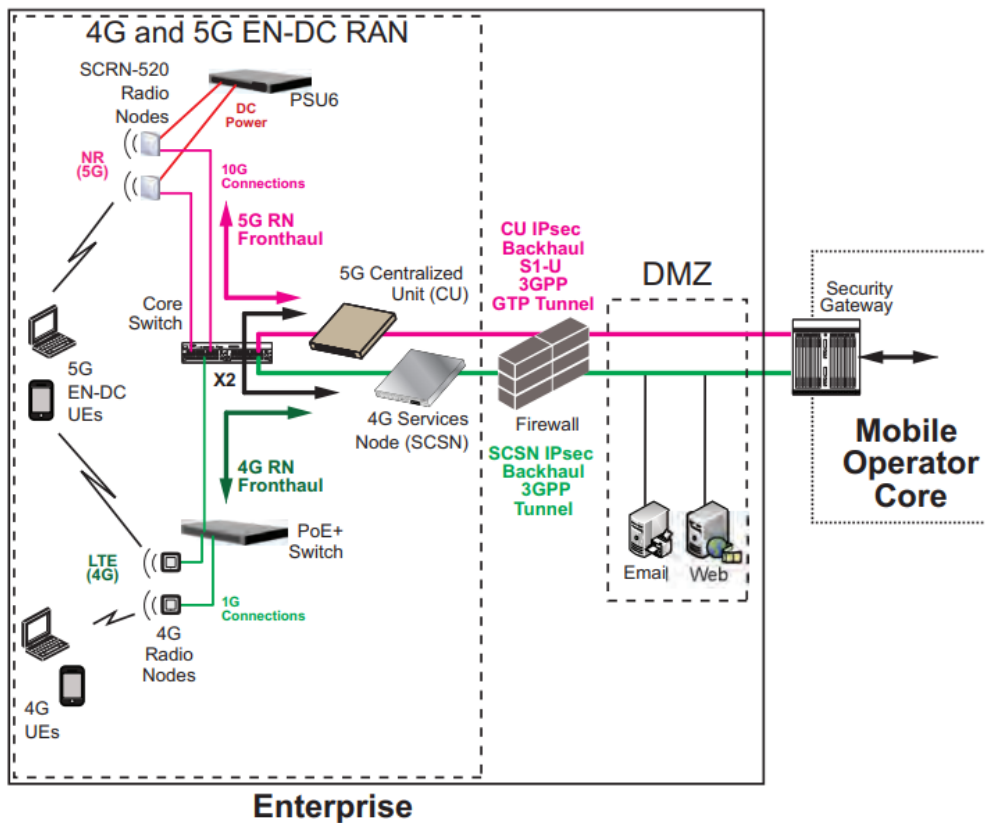 4G and 5G EN-DC RAN
SCRN-520
Radio
Nodes
PSU6
DC
Power
NR
(5G)
10G
Connections
5G RN
Fronthaul
CU IPsec
Backhaul
S1-U
3GPP
GTP Tunnel
DMZ
Security
Gateway
5G Centralized
Unit (CU)
Core
Switch
X2
5G
EN-DC
UEs
4G Services
Node (SCSN)
Firewall
Mobile
Operator
Core
4G RN
Fronthaul
SCSN IPsec
Backhaul
3GPP
Tunnel
PoE+
Switch
LTE
(4G)
Email
Web
1G
Connections
4G
Radio
Nodes
4G
UEs
Enterprise